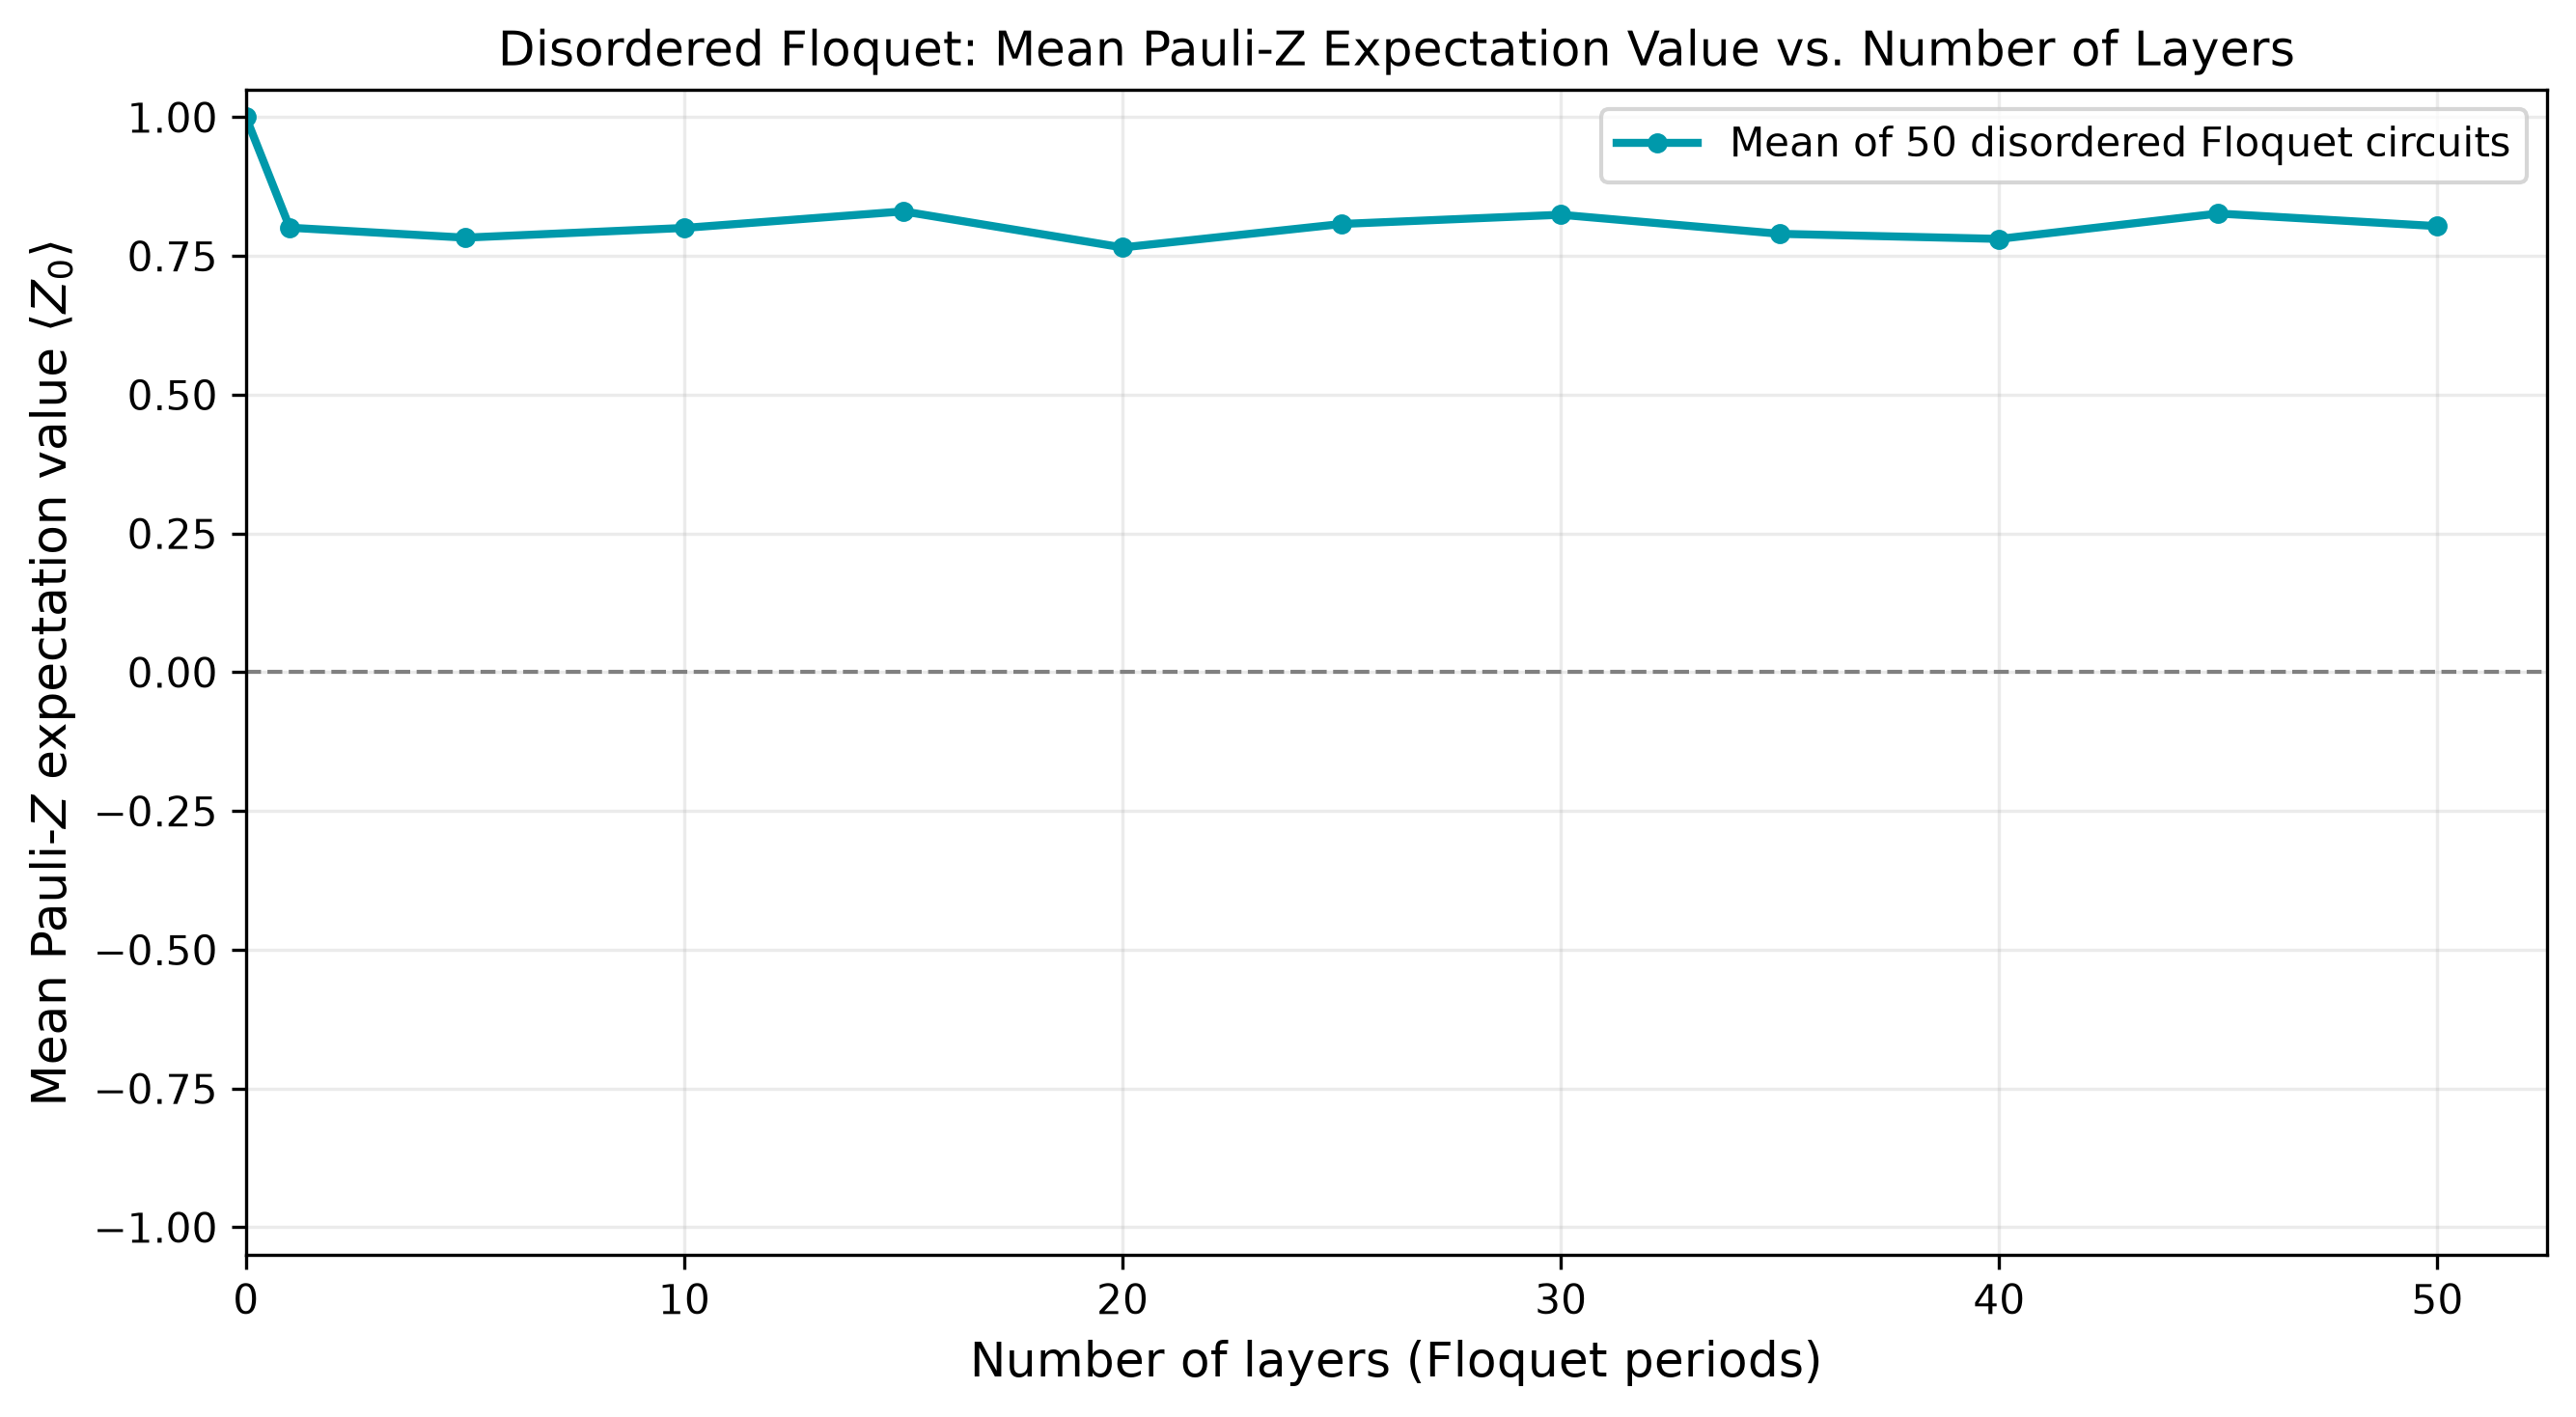 Disordered Floquet: Mean Pauli-Z Expectation Value vs. Number of Layers
Mean of 50 disordered Floquet circuits
Mean Pauli-Z expectation value ⟨Z₀⟩
1.00
0.75
0.50
0.25
0.00
−0.25
−0.50
−0.75
−1.00
0 10 20 30 40 50
Number of layers (Floquet periods)